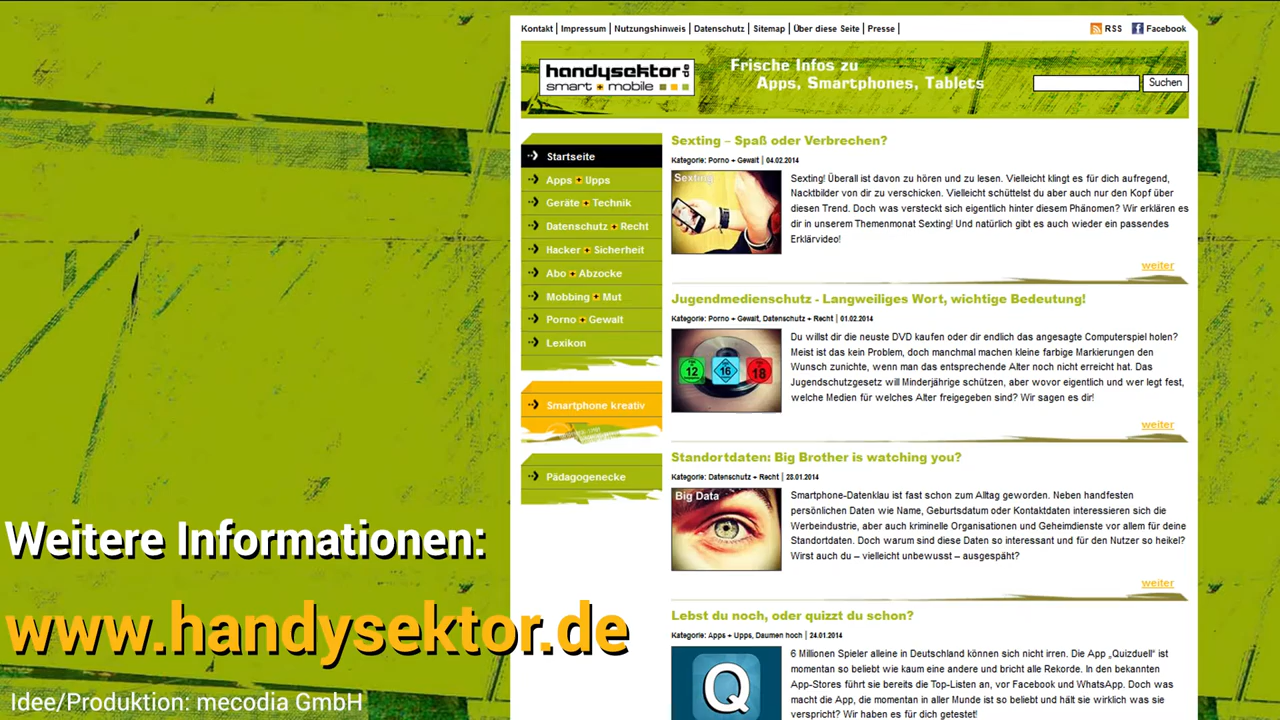 Kontakt | Impressum | Nutzungshinweis | Datenschutz | Sitemap | Über diese Seite | Presse |
RSS
Facebook
handysektor.de
smart + mobile
Frische Infos zu
Apps, Smartphones, Tablets
Suchen
Startseite
Apps + Upps
Geräte + Technik
Datenschutz + Recht
Hacker + Sicherheit
Abo + Abzocke
Mobbing + Mut
Porno + Gewalt
Lexikon
Smartphone kreativ
Pädagogenecke
Sexting – Spaß oder Verbrechen?
Kategorie: Porno + Gewalt | 04.02.2014
Sexting
Sexting! Überall ist davon zu hören und zu lesen. Vielleicht klingt es für dich aufregend,
Nacktbilder von dir zu verschicken. Vielleicht schüttelst du aber auch nur den Kopf über
diesen Trend. Doch was versteckt sich eigentlich hinter diesem Phänomen? Wir erklären es
dir in unserem Themenmonat Sexting! Und natürlich gibt es auch wieder ein passendes
Erklärvideo!
weiter
Jugendmedienschutz - Langweiliges Wort, wichtige Bedeutung!
Kategorie: Porno + Gewalt, Datenschutz + Recht | 01.02.2014
12
16
18
Du willst dir die neuste DVD kaufen oder dir endlich das angesagte Computerspiel holen?
Meist ist das kein Problem, doch manchmal machen kleine farbige Markierungen den
Wunsch zunichte, wenn man das entsprechende Alter noch nicht erreicht hat. Das
Jugendschutzgesetz will Minderjährige schützen, aber wovor eigentlich und wer legt fest,
welche Medien für welches Alter freigegeben sind? Wir sagen es dir!
weiter
Standortdaten: Big Brother is watching you?
Kategorie: Datenschutz + Recht | 28.01.2014
Big Data
Smartphone-Datenklau ist fast schon zum Alltag geworden. Neben handfesten
persönlichen Daten wie Name, Geburtsdatum oder Kontaktdaten interessieren sich die
Werbeindustrie, aber auch kriminelle Organisationen und Geheimdienste vor allem für deine
Standortdaten. Doch warum sind diese Daten so interessant und für den Nutzer so heikel?
Wirst auch du – vielleicht unbewusst – ausgespäht?
weiter
Lebst du noch, oder quizzt du schon?
Kategorie: Apps + Upps, Daumen hoch | 24.01.2014
Q
6 Millionen Spieler alleine in Deutschland können sich nicht irren. Die App „Quizduell“ ist
momentan so beliebt wie kaum eine andere und bricht alle Rekorde. In den bekannten
App-Stores führt sie bereits die Top-Listen an, vor Facebook und WhatsApp. Doch was
macht die App, die momentan in aller Munde ist so beliebt und hält sie wirklich was sie
verspricht? Wir haben es für dich getestet!
Weitere Informationen:
www.handysektor.de
Idee/Produktion: mecodia GmbH